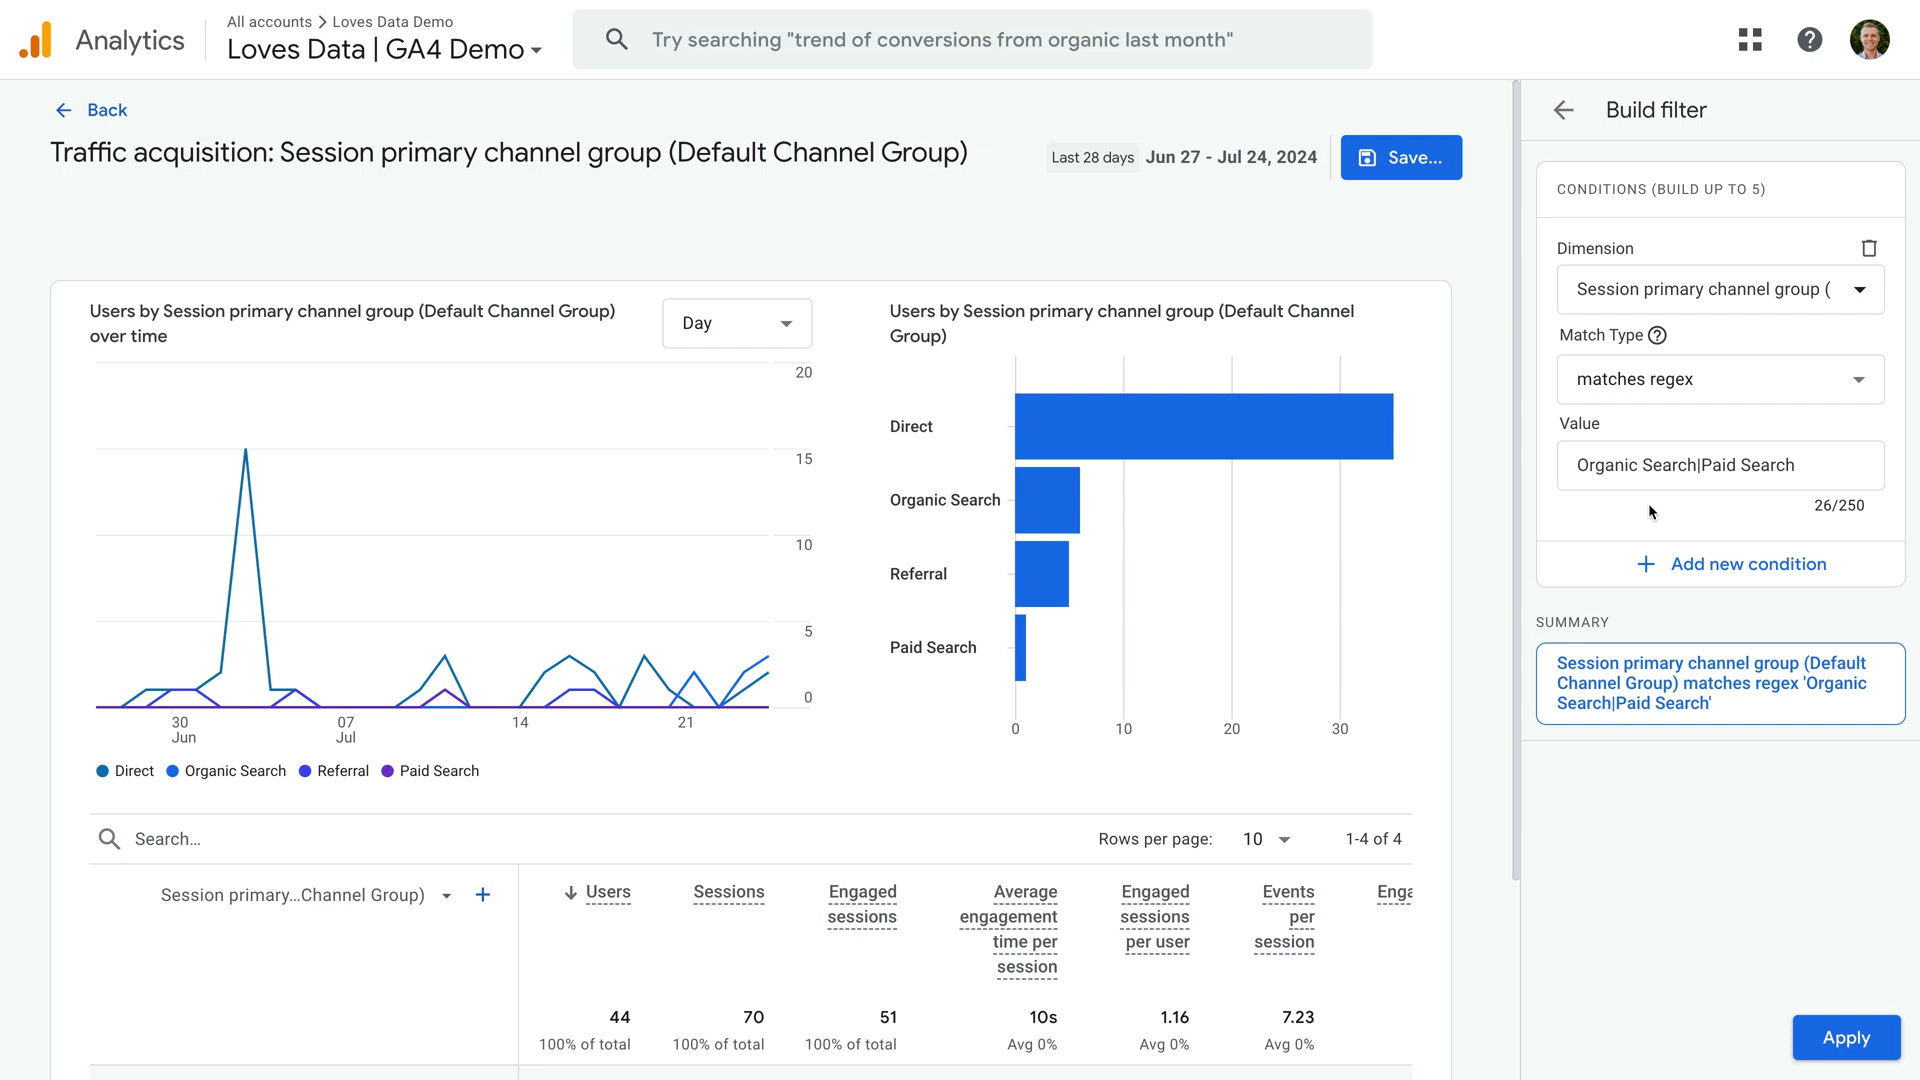 Analytics
All accounts > Loves Data Demo
Loves Data | GA4 Demo
Try searching "trend of conversions from organic last month"
Back
Traffic acquisition: Session primary channel group (Default Channel Group)
Last 28 days Jun 27 - Jul 24, 2024
Save...
Users by Session primary channel group (Default Channel Group)
over time
Day
20
15
10
5
0
30
Jun
07
Jul
14
21
Direct
Organic Search
Referral
Paid Search
Users by Session primary channel group (Default Channel
Group)
Direct
Organic Search
Referral
Paid Search
0
10
20
30
Search...
Rows per page:
10
1-4 of 4
Session primary...Channel Group)
+
Users
Sessions
Engaged
sessions
Average
engagement
time per
session
Engaged
sessions
per user
Events
per
session
Enga
44
70
51
10s
1.16
7.23
100% of total
100% of total
100% of total
Avg 0%
Avg 0%
Avg 0%
Build filter
CONDITIONS (BUILD UP TO 5)
Dimension
Session primary channel group (
Match Type
matches regex
Value
Organic Search|Paid Search
26/250
+ Add new condition
SUMMARY
Session primary channel group (Default
Channel Group) matches regex 'Organic
Search|Paid Search'
Apply